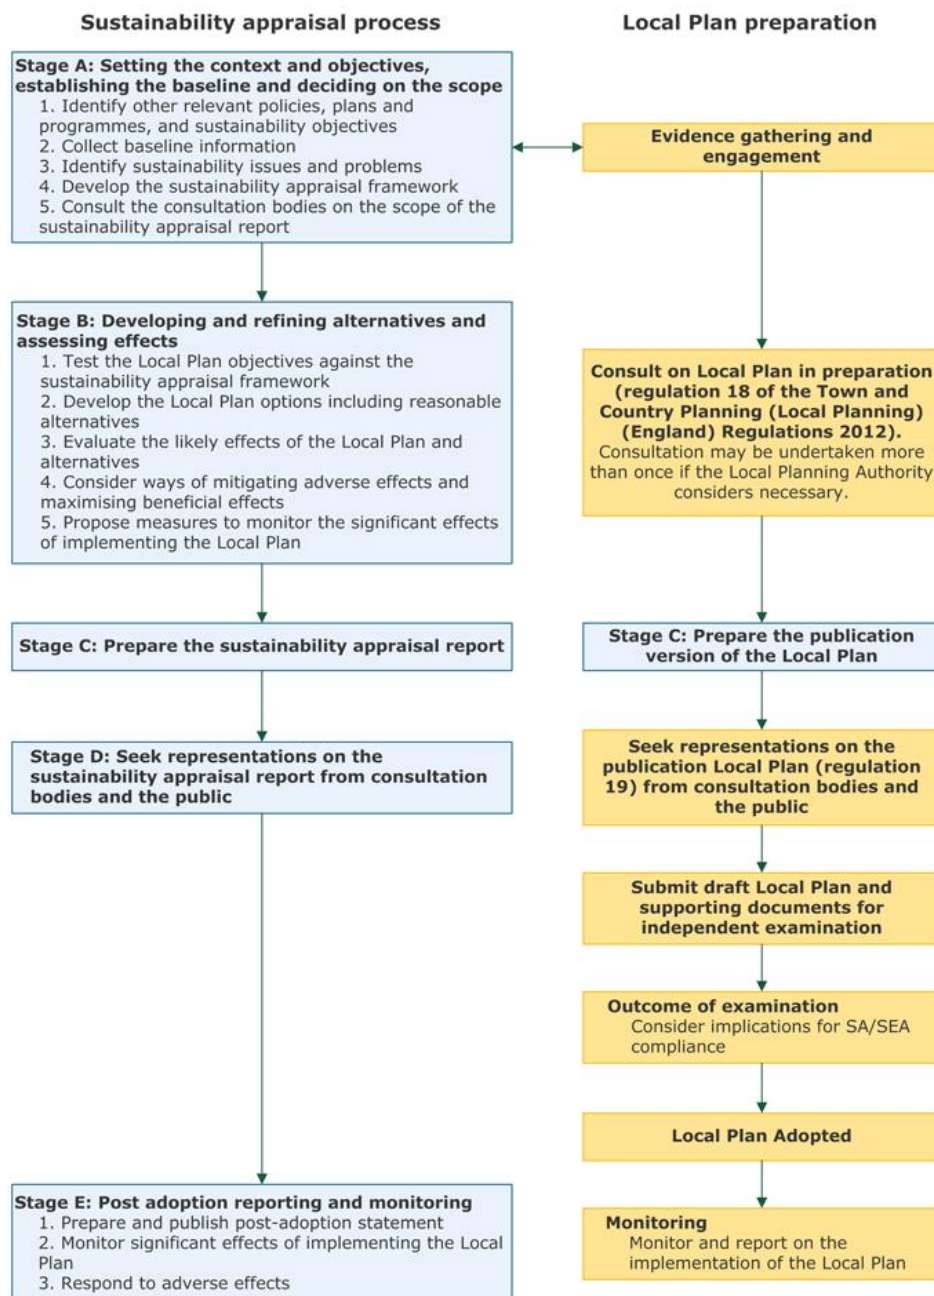 Sustainability appraisal process
Local Plan preparation
Stage A: Setting the context and objectives,
establishing the baseline and deciding on the scope
1. Identify other relevant policies, plans and
programmes, and sustainability objectives
2. Collect baseline information
3. Identify sustainability issues and problems
4. Develop the sustainability appraisal framework
5. Consult the consultation bodies on the scope of the
sustainability appraisal report
Evidence gathering and
engagement
Stage B: Developing and refining alternatives and
assessing effects
1. Test the Local Plan objectives against the
sustainability appraisal framework
2. Develop the Local Plan options including reasonable
alternatives
3. Evaluate the likely effects of the Local Plan and
alternatives
4. Consider ways of mitigating adverse effects and
maximising beneficial effects
5. Propose measures to monitor the significant effects
of implementing the Local Plan
Consult on Local Plan in preparation
(regulation 18 of the Town and
Country Planning (Local Planning)
(England) Regulations 2012).
Consultation may be undertaken more
than once if the Local Planning Authority
considers necessary.
Stage C: Prepare the sustainability appraisal report
Stage C: Prepare the publication
version of the Local Plan
Stage D: Seek representations on the
sustainability appraisal report from consultation
bodies and the public
Seek representations on the
publication Local Plan (regulation
19) from consultation bodies and
the public
Submit draft Local Plan and
supporting documents for
independent examination
Outcome of examination
Consider implications for SA/SEA
compliance
Local Plan Adopted
Stage E: Post adoption reporting and monitoring
1. Prepare and publish post-adoption statement
2. Monitor significant effects of implementing the Local
Plan
3. Respond to adverse effects
Monitoring
Monitor and report on the
implementation of the Local Plan